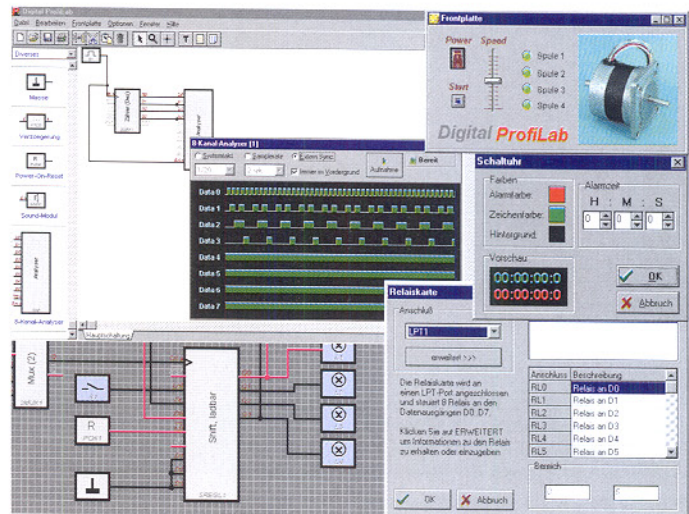 Digital ProfiLab
Datei Bearbeiten Frontplatte Optionen Fenster Hilfe
Diverses
Masse
Verzögerung
Power-On-Reset
Sound-Modul
Analyser
8-Kanal-Analyser
Hauptschaltung
8-Kanal-Analyser [1]
Systemtakt Samplerate Extern Sync.
Immer im Vordergrund
Aufnahme
Bereit
Data 0
Data 1
Data 2
Data 3
Data 4
Data 5
Data 6
Data 7
Frontplatte
Power Speed
Start
Spule 1
Spule 2
Spule 3
Spule 4
Digital ProfiLab
Schaltuhr
Farben
Alarmfarbe:
Zeichenfarbe:
Hintergrund:
Alarmzeit
H : M : S
0 0 0
Vorschau
00:00:00:0
00:00:00:0
OK
Abbruch
Relaiskarte
Anschluß
LPT1
erweitert >>>
Die Relaiskarte wird an
einen LPT-Port angeschlossen
und steuert 8 Relais an den
Datenausgängen D0..D7.
Klicken Sie auf ERWEITERT
um Informationen zu den Relais
zu erhalten oder einzugeben
OK
Abbruch
Anschluss Beschreibung
RL0 Relais an D0
RL1 Relais an D1
RL2 Relais an D2
RL3 Relais an D3
RL4 Relais an D4
RL5 Relais an D5
Bereich
Mux (2)
R
Shift, ladbar